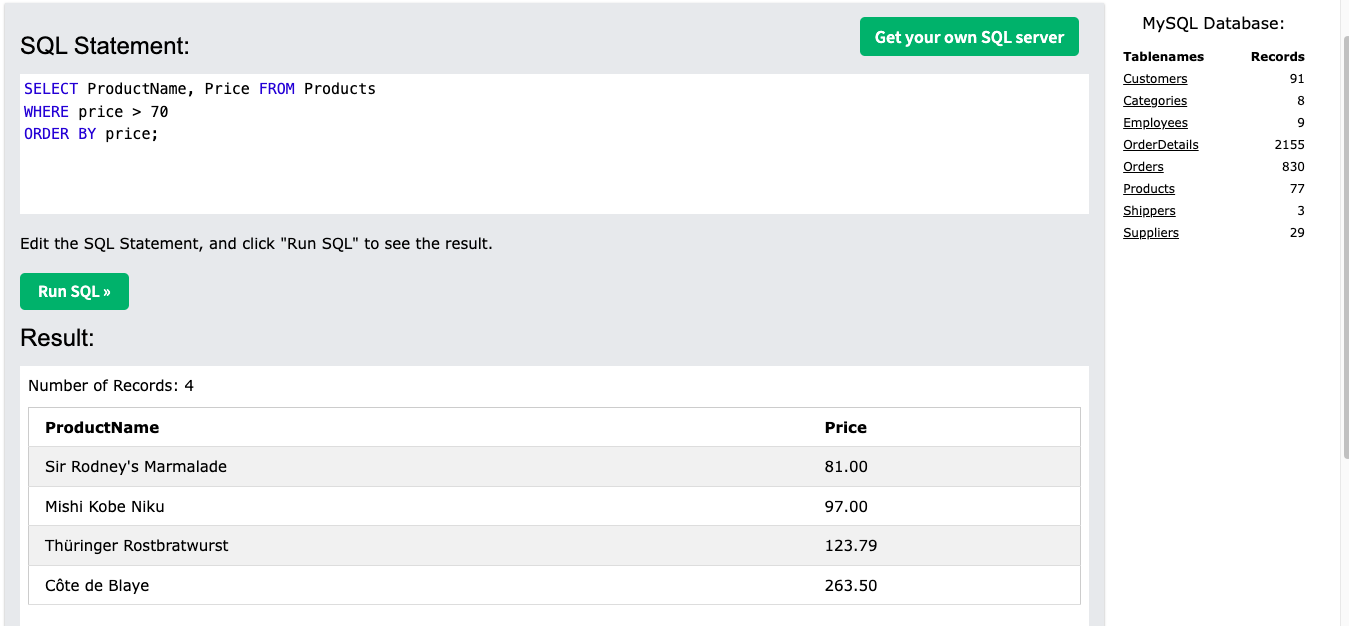 SQL Statement:
Get your own SQL server
SELECT ProductName, Price FROM Products
WHERE price > 70
ORDER BY price;
Edit the SQL Statement, and click "Run SQL" to see the result.
Run SQL »
Result:
Number of Records: 4
ProductName Price
Sir Rodney's Marmalade 81.00
Mishi Kobe Niku 97.00
Thüringer Rostbratwurst 123.79
Côte de Blaye 263.50
MySQL Database:
Tablenames Records
Customers 91
Categories 8
Employees 9
OrderDetails 2155
Orders 830
Products 77
Shippers 3
Suppliers 29